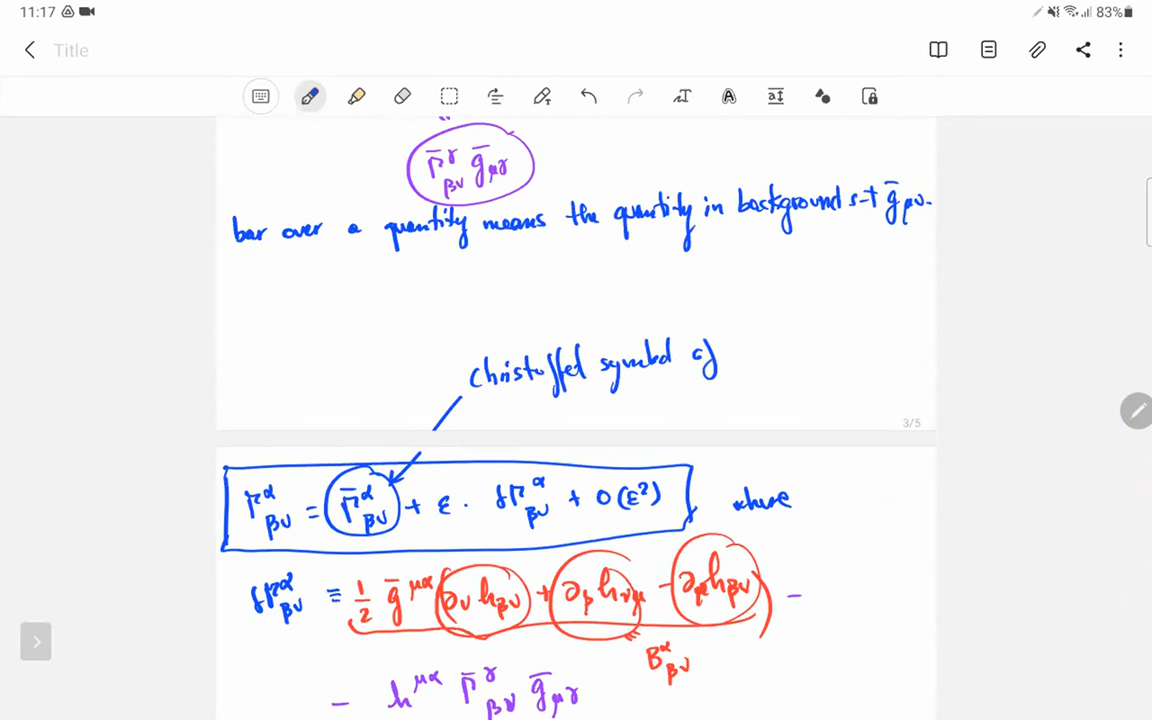 11:17
83%
Title
Γ̄^γ_βν ḡ_μγ
bar over a quantity means the quantity in background s-t ḡ_μν.
Christoffel symbol of
3/5
Γ^α_βν = Γ̄^α_βν + ε · δΓ^α_βν + O(ε²) where
δΓ^α_βν ≡ 1/2 ḡ^μα (∂_ν h_βν + ∂_β h_νμ - ∂_μ h_βν) -
B^α_βν
- h^μα Γ̄^γ_βν ḡ_μγ